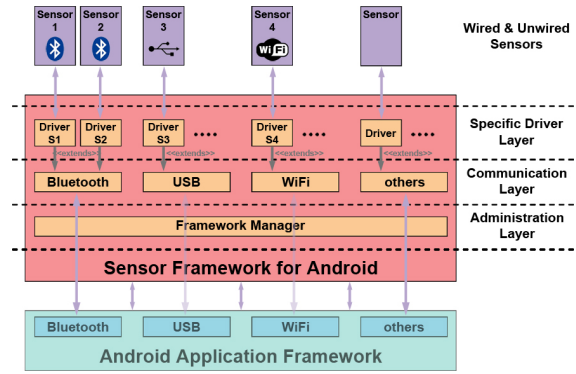 Sensor
1
Sensor
2
Sensor
3
Sensor
4
WiFi
Sensor
Wired & Unwired
Sensors
Driver
S1
Driver
S2
Driver
S3
....
Driver
S4
....
Driver
....
Specific Driver
Layer
<<extends>>
<<extends>>
<<extends>>
<<extends>>
Bluetooth
USB
WiFi
others
Communication
Layer
Framework Manager
Administration
Layer
Sensor Framework for Android
Bluetooth
USB
WiFi
others
Android Application Framework